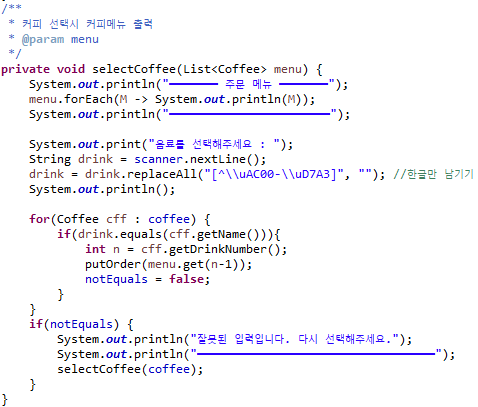 /**
 * 커피 선택시 커피메뉴 출력
 * @param menu
 */
private void selectCoffee(List<Coffee> menu) {
    System.out.println("━━━━━━━ 주문 메뉴 ━━━━━━━");
    menu.forEach(M -> System.out.println(M));
    System.out.println("━━━━━━━━━━━━━━━━━━━━━━━");

    System.out.print("음료를 선택해주세요 : ");
    String drink = scanner.nextLine();
    drink = drink.replaceAll("[^\\uAC00-\\uD7A3]", ""); //한글만 남기기
    System.out.println();

    for(Coffee cff : coffee) {
        if(drink.equals(cff.getName())){
            int n = cff.getDrinkNumber();
            putOrder(menu.get(n-1));
            notEquals = false;
        }
    }
    if(notEquals) {
        System.out.println("잘못된 입력입니다. 다시 선택해주세요.");
        System.out.println("━━━━━━━━━━━━━━━━━━━━━━━━━━━━━━━━━━");
        selectCoffee(coffee);
    }
}